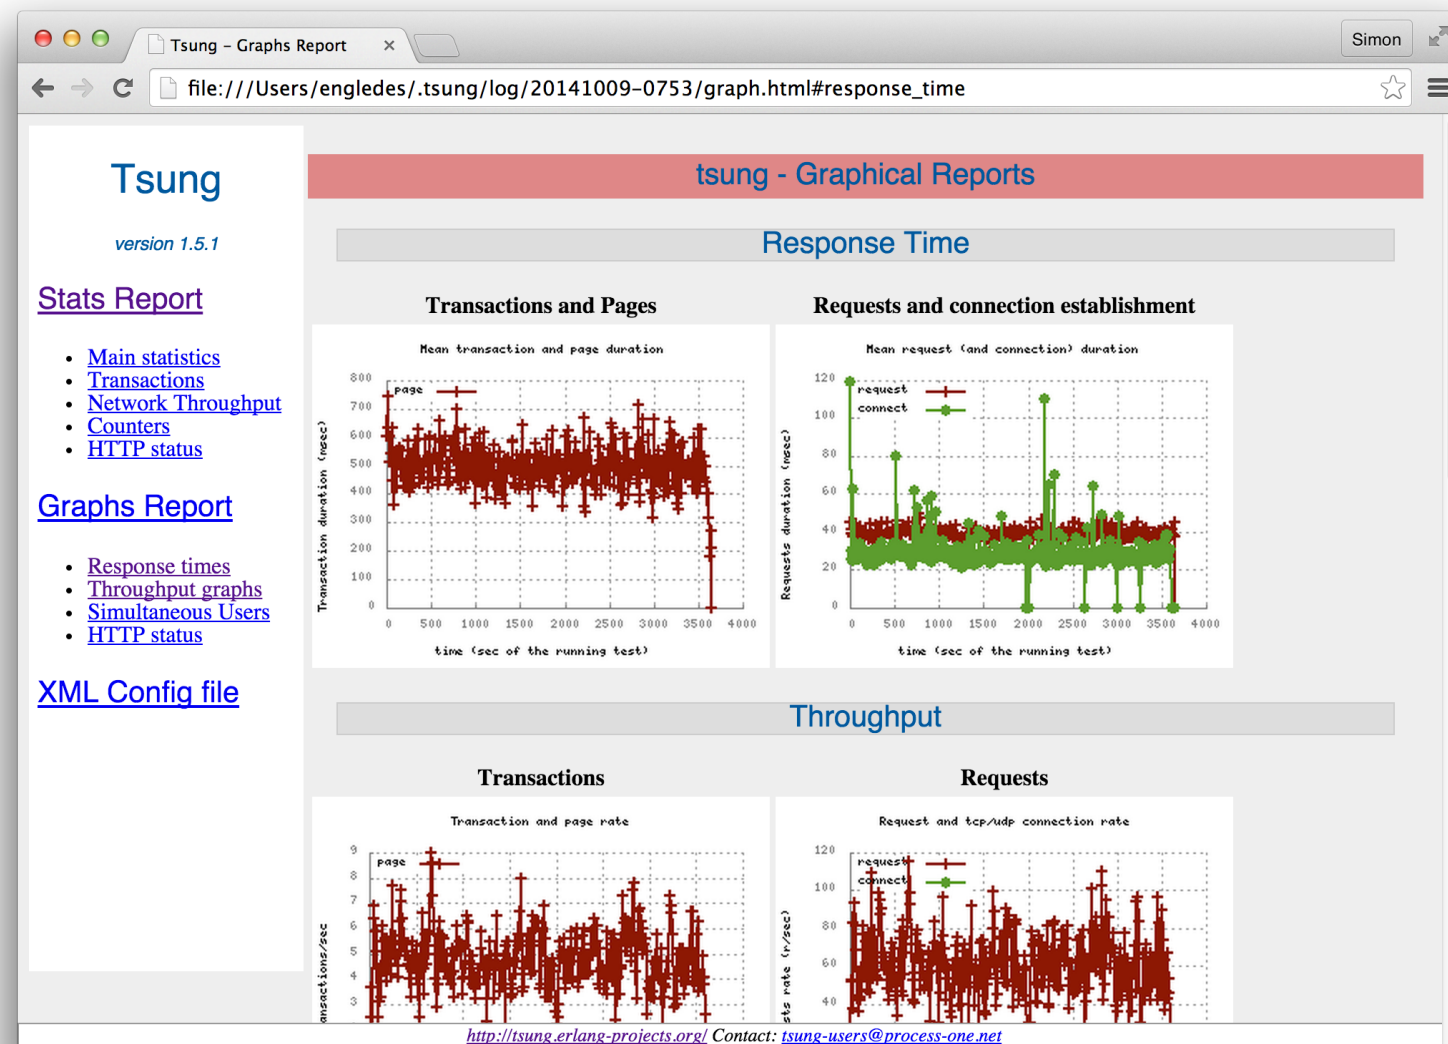 Tsung - Graphs Report
Simon
file:///Users/engledes/.tsung/log/20141009-0753/graph.html#response_time
Tsung
version 1.5.1
Stats Report
Main statistics
Transactions
Network Throughput
Counters
HTTP status
Graphs Report
Response times
Throughput graphs
Simultaneous Users
HTTP status
XML Config file
tsung - Graphical Reports
Response Time
Transactions and Pages
Mean transaction and page duration
page
Transaction duration (msec)
800
700
600
500
400
300
200
100
0
0 500 1000 1500 2000 2500 3000 3500 4000
time (sec of the running test)
Requests and connection establishment
Mean request (and connection) duration
request
connect
Requests duration (msec)
120
100
80
60
40
20
0
0 500 1000 1500 2000 2500 3000 3500 4000
time (sec of the running test)
Throughput
Transactions
Transaction and page rate
page
ansactions/sec
9
8
7
6
5
4
3
Requests
Request and tcp/udp connection rate
request
connect
sts rate (r/sec)
120
100
80
60
40
http://tsung.erlang-projects.org/ Contact: tsung-users@process-one.net